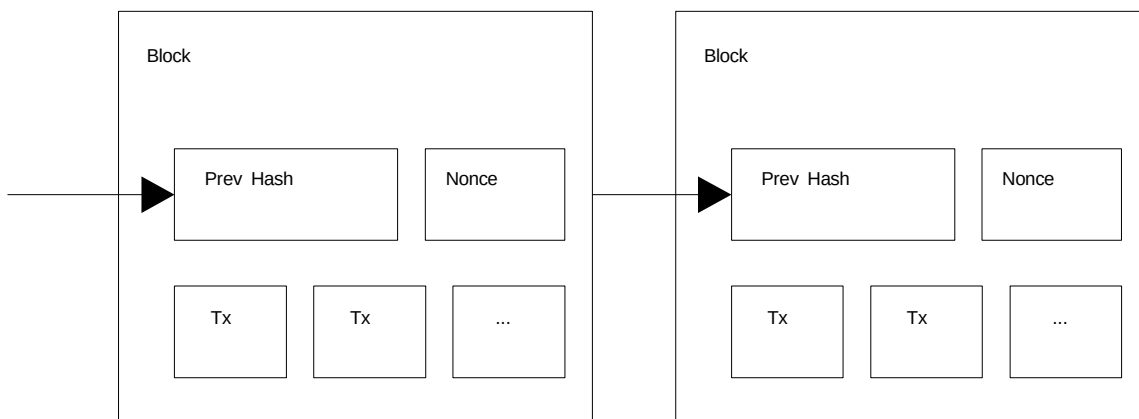 Block
Prev Hash
Nonce
Tx
Tx
...
Block
Prev Hash
Nonce
Tx
Tx
...